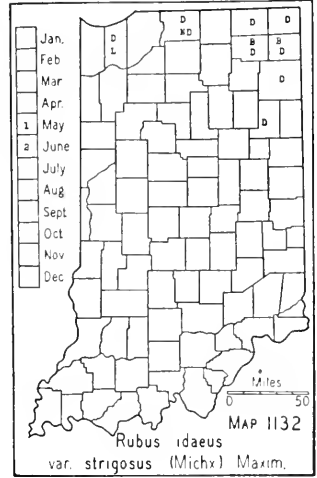 Jan.
Feb
Mar
Apr.
1 May
2 June
July
Aug
Sept
Oct
Nov
Dec
D
L
D
ND
D
D
B
D
B
D
D
D
Miles
0 50
MAP 1132
Rubus idaeus
var. strigosus (Michx) Maxim.